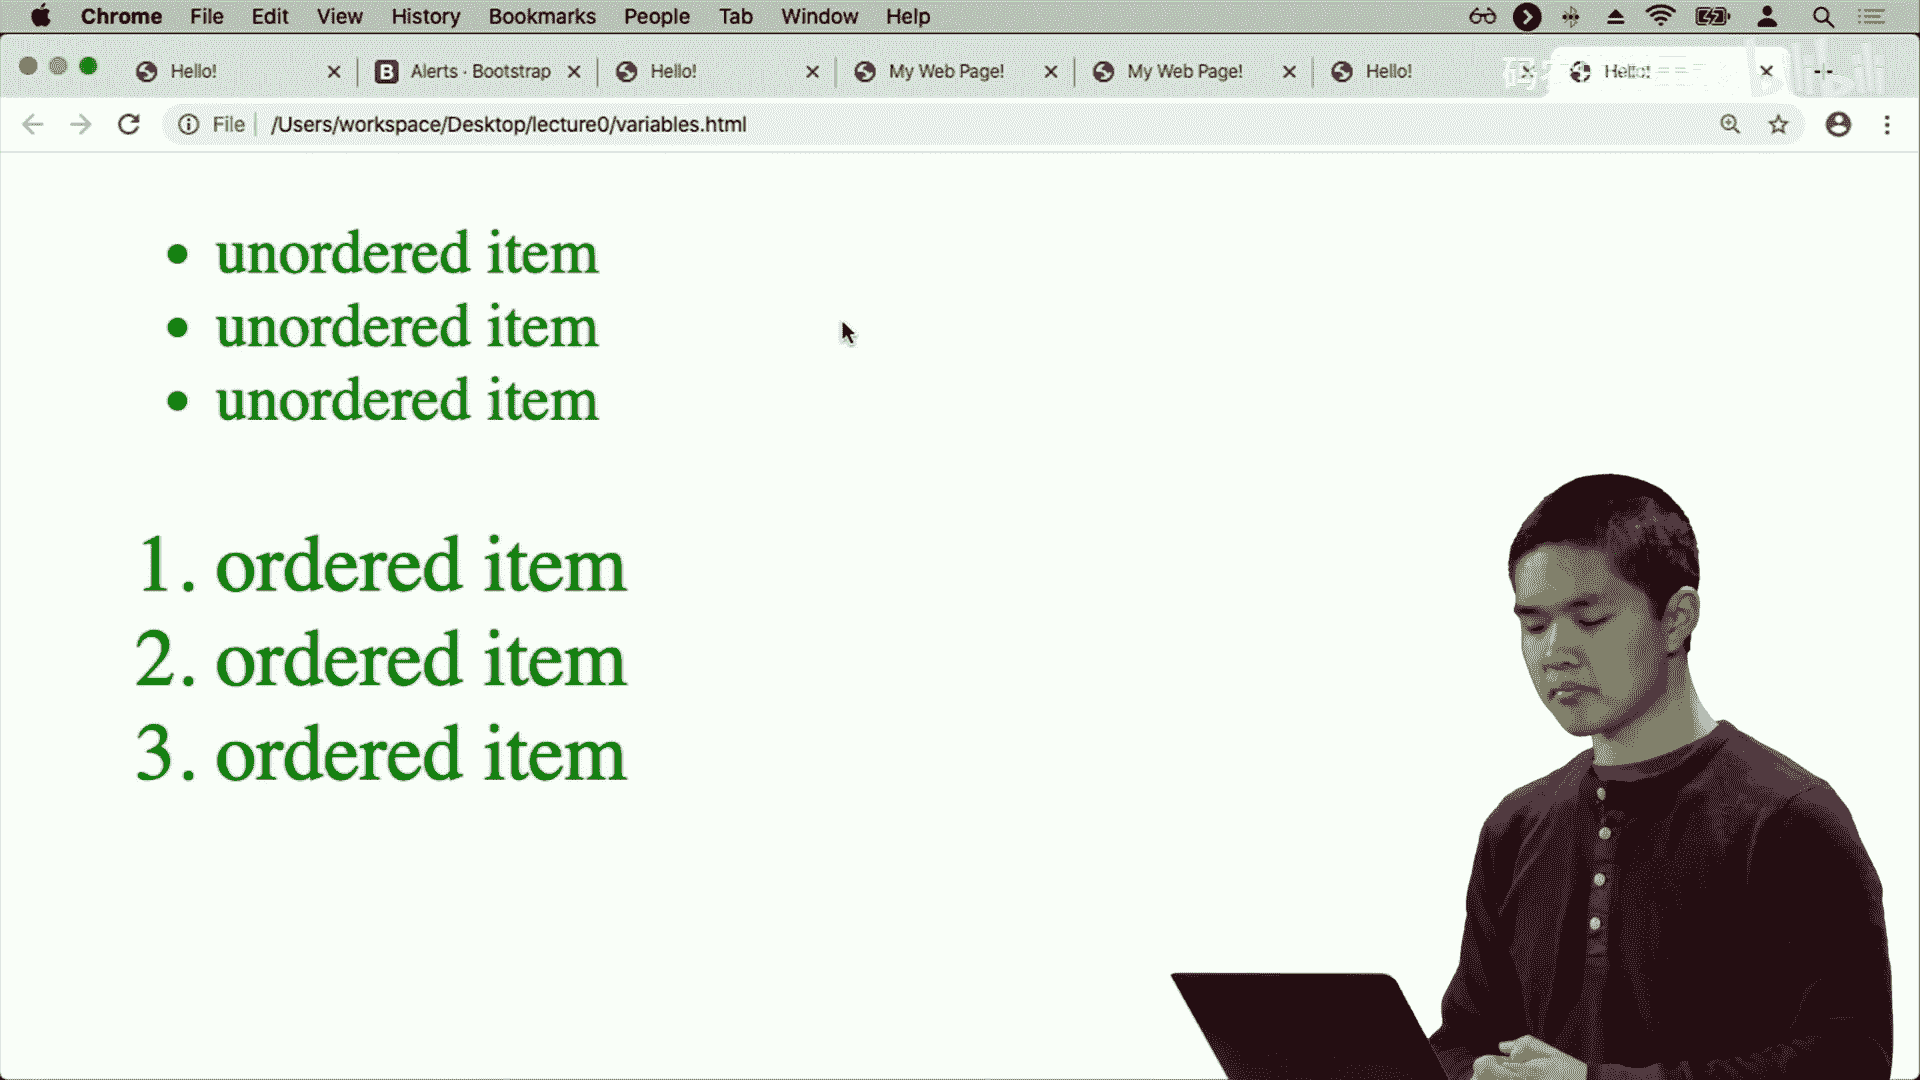 Chrome File Edit View History Bookmarks People Tab Window Help
Hello! Alerts · Bootstrap Hello! My Web Page! My Web Page! Hello! Hello!
File /Users/workspace/Desktop/lecture0/variables.html
• unordered item
• unordered item
• unordered item
1. ordered item
2. ordered item
3. ordered item